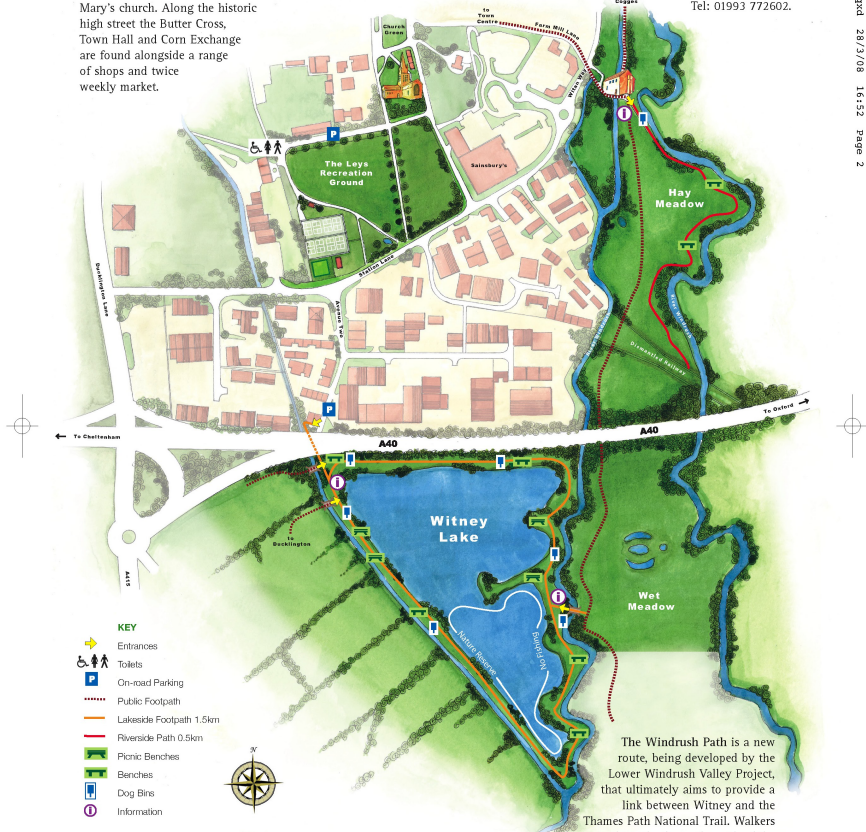 Mary's church. Along the historic
high street the Butter Cross,
Town Hall and Corn Exchange
are found alongside a range
of shops and twice
weekly market.
Tel: 01993 772602.
28/3/08 16:52 Page 2
to
Town
Centre
Farm Mill Lane
Cogges
Church
Green
Witan Way
P
i
The Leys
Recreation
Ground
Sainsbury's
Hay
Meadow
Station Lane
Ducklington Lane
Avenue Two
River Windrush
Dismantled Railway
P
To Cheltenham
A40
A40
To Oxford
i
Witney
Lake
to
Ducklington
A415
i
Wet
Meadow
Nature Reserve
No Fishing
KEY
Entrances
Toilets
P On-road Parking
Public Footpath
Lakeside Footpath 1.5km
Riverside Path 0.5km
Picnic Benches
Benches
Dog Bins
i Information
N
The Windrush Path is a new
route, being developed by the
Lower Windrush Valley Project,
that ultimately aims to provide a
link between Witney and the
Thames Path National Trail. Walkers